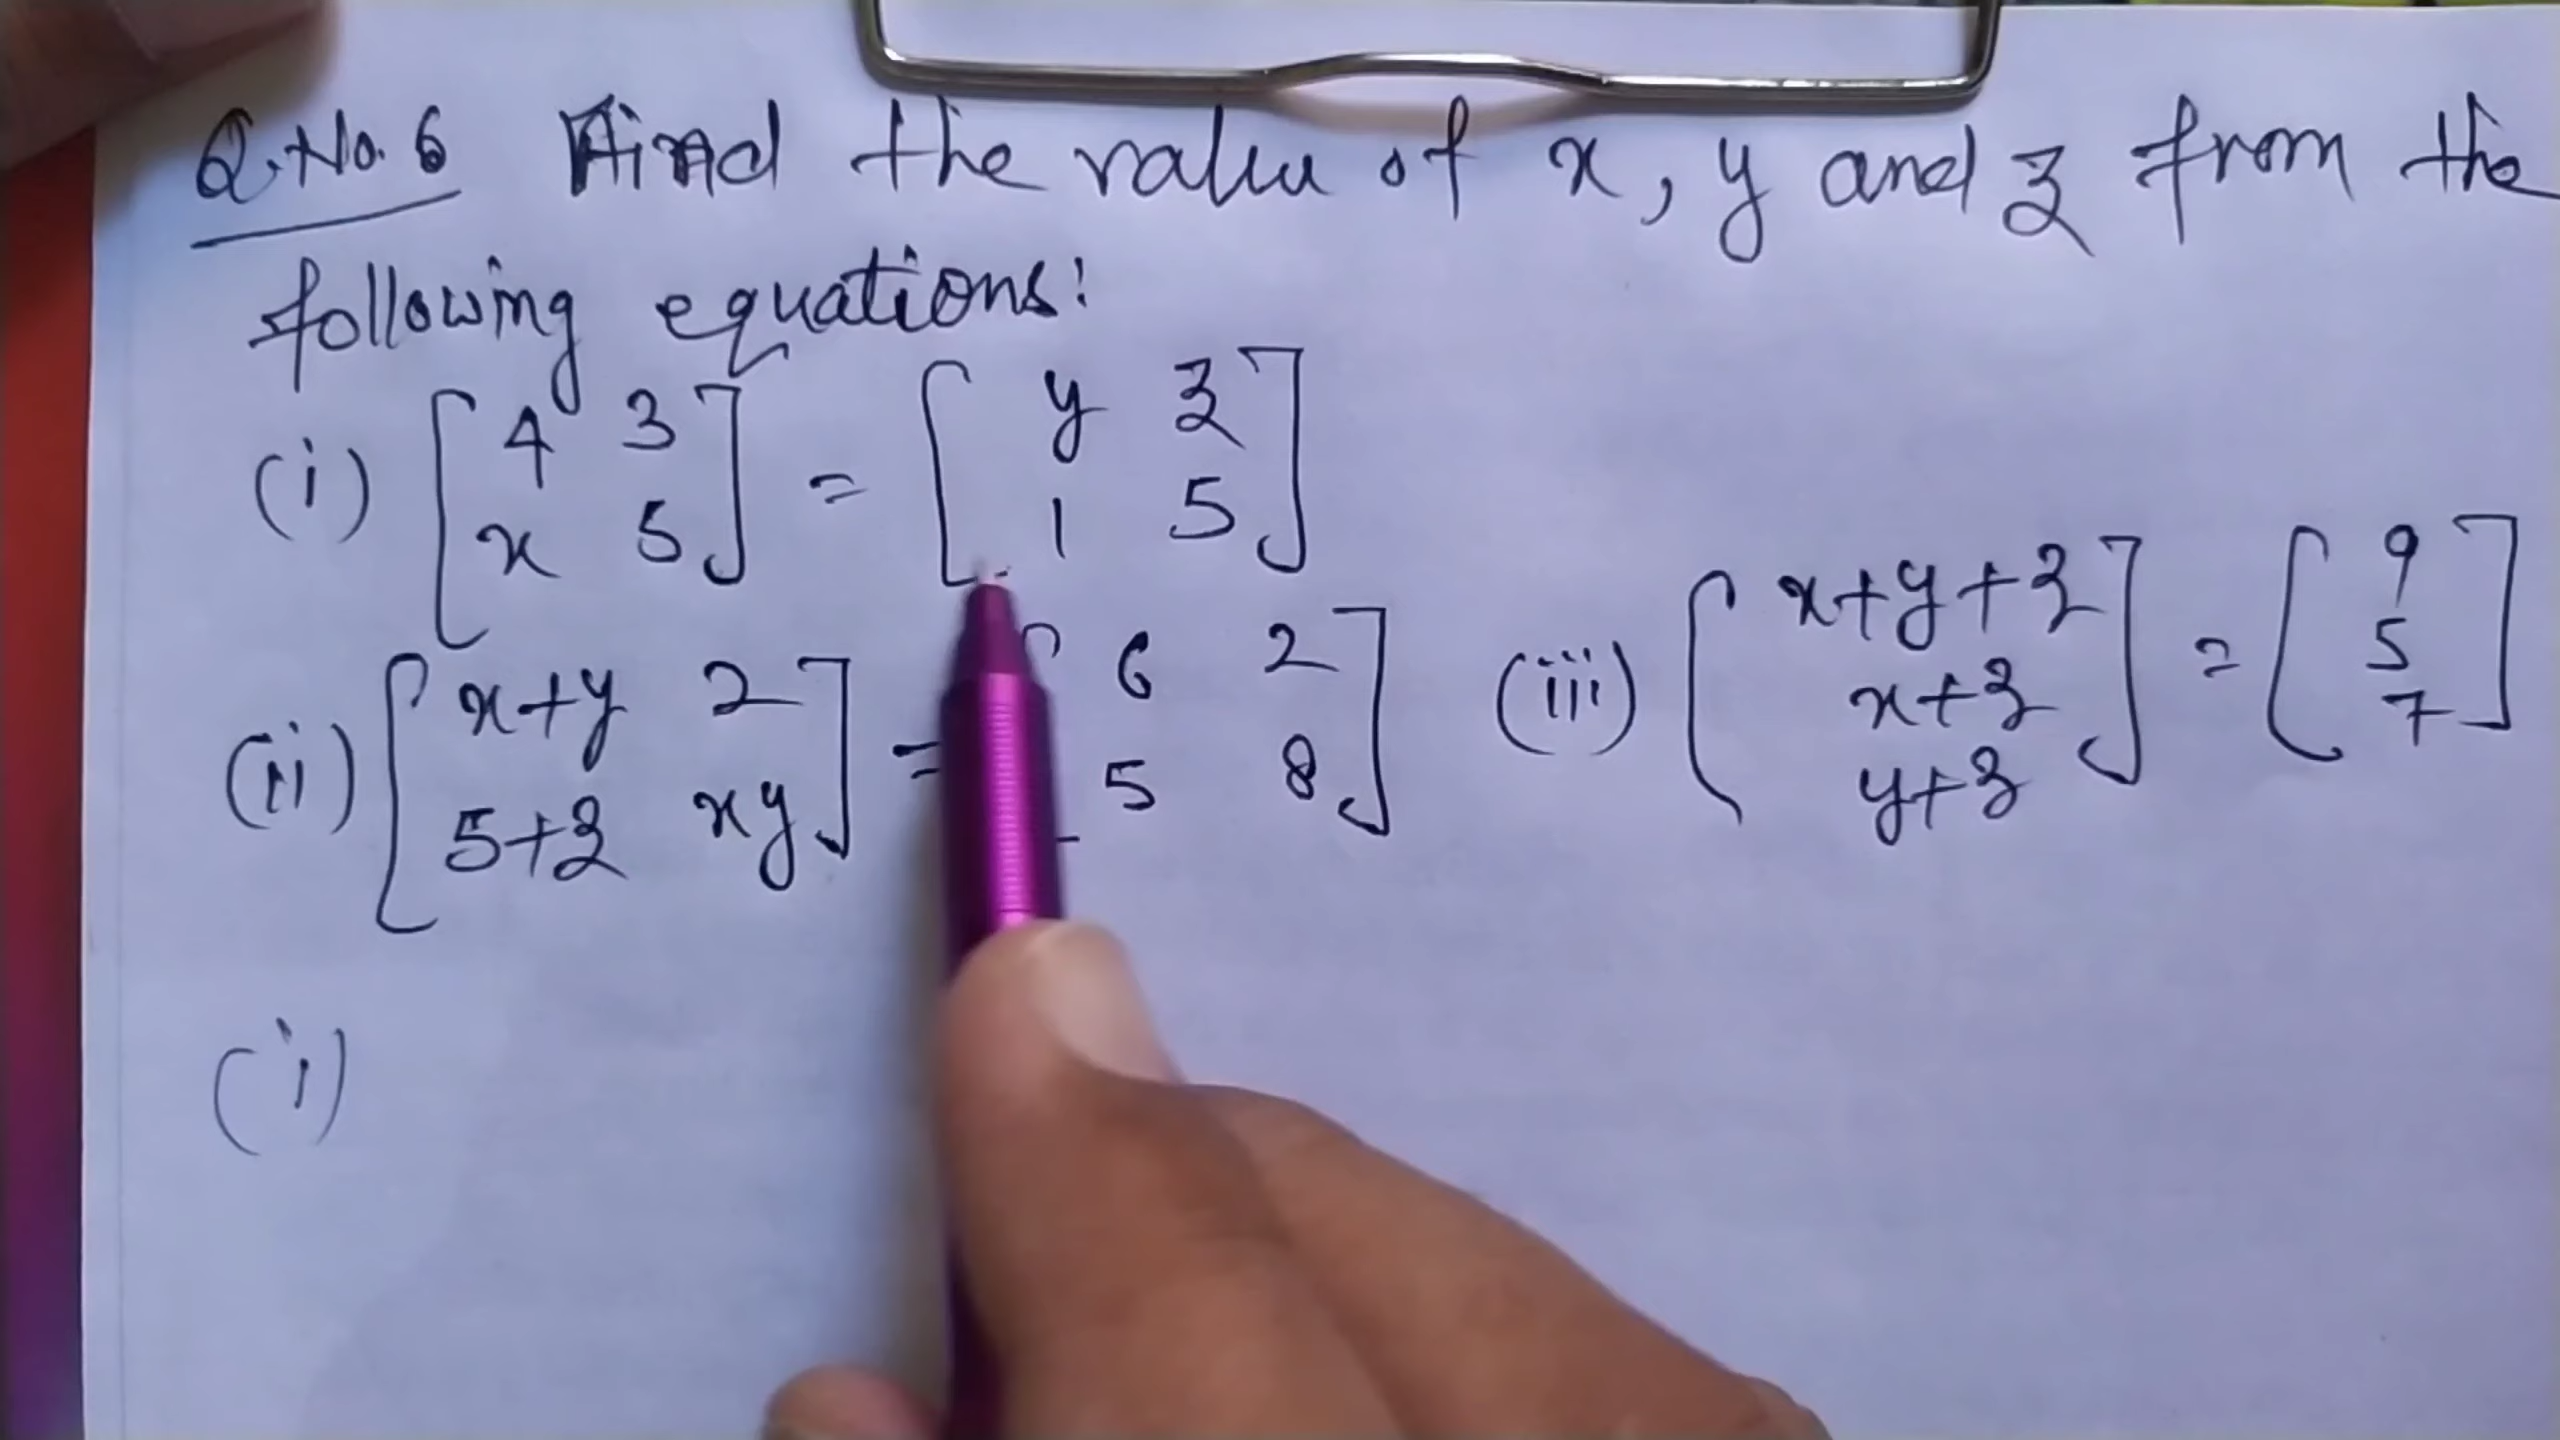 Q.No. 6 Find the value of x, y and z from the
following equations:
(i) [4 3 x 5] = [y z 1 5]
(ii) [x+y 2 5+z xy] = [6 2 5 8] (iii) [x+y+z x+z y+z] = [9 5 7]
(i)